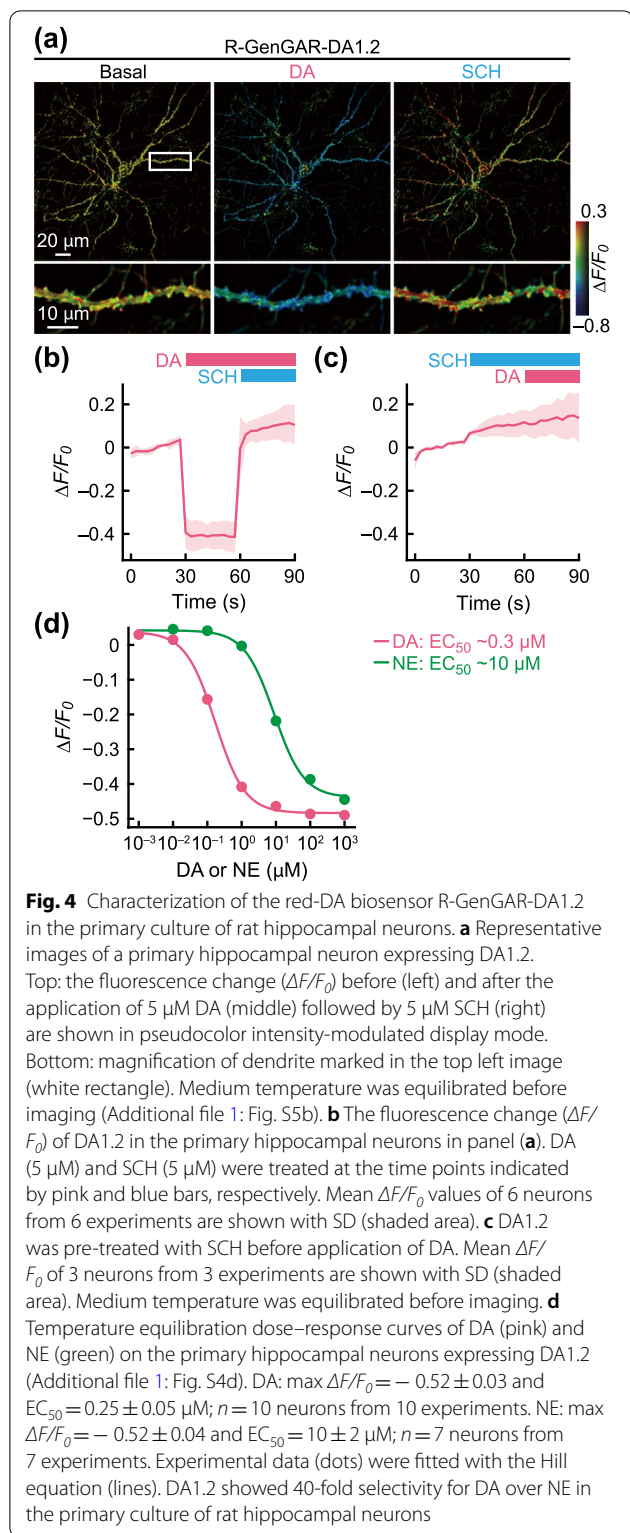 (a)
R-GenGAR-DA1.2
Basal DA SCH
20 µm
10 µm
0.3
ΔF/F0
−0.8
(b) DA
SCH
0.2
0
−0.2
−0.4
ΔF/F0
0 30 60 90
Time (s)
(c) SCH
DA
0.2
0
−0.2
−0.4
ΔF/F0
0 30 60 90
Time (s)
(d)
0
−0.1
−0.2
−0.3
−0.4
−0.5
ΔF/F0
10⁻³ 10⁻² 10⁻¹ 10⁰ 10¹ 10² 10³
DA or NE (µM)
DA: EC50 ~0.3 µM
NE: EC50 ~10 µM
Fig. 4 Characterization of the red-DA biosensor R-GenGAR-DA1.2
in the primary culture of rat hippocampal neurons. a Representative
images of a primary hippocampal neuron expressing DA1.2.
Top: the fluorescence change (ΔF/F0) before (left) and after the
application of 5 µM DA (middle) followed by 5 µM SCH (right)
are shown in pseudocolor intensity-modulated display mode.
Bottom: magnification of dendrite marked in the top left image
(white rectangle). Medium temperature was equilibrated before
imaging (Additional file 1: Fig. S5b). b The fluorescence change (ΔF/
F0) of DA1.2 in the primary hippocampal neurons in panel (a). DA
(5 µM) and SCH (5 µM) were treated at the time points indicated
by pink and blue bars, respectively. Mean ΔF/F0 values of 6 neurons
from 6 experiments are shown with SD (shaded area). c DA1.2
was pre-treated with SCH before application of DA. Mean ΔF/
F0 of 3 neurons from 3 experiments are shown with SD (shaded
area). Medium temperature was equilibrated before imaging. d
Temperature equilibration dose–response curves of DA (pink) and
NE (green) on the primary hippocampal neurons expressing DA1.2
(Additional file 1: Fig. S4d). DA: max ΔF/F0 = − 0.52 ± 0.03 and
EC50 = 0.25 ± 0.05 µM; n = 10 neurons from 10 experiments. NE: max
ΔF/F0 = − 0.52 ± 0.04 and EC50 = 10 ± 2 µM; n = 7 neurons from
7 experiments. Experimental data (dots) were fitted with the Hill
equation (lines). DA1.2 showed 40-fold selectivity for DA over NE in
the primary culture of rat hippocampal neurons